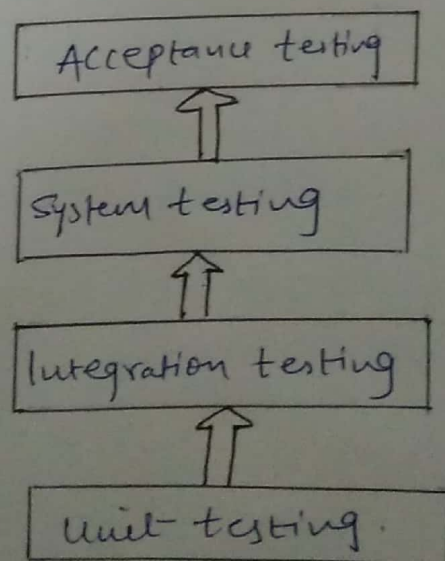 Acceptance testing
System testing
Integration testing
Unit testing.